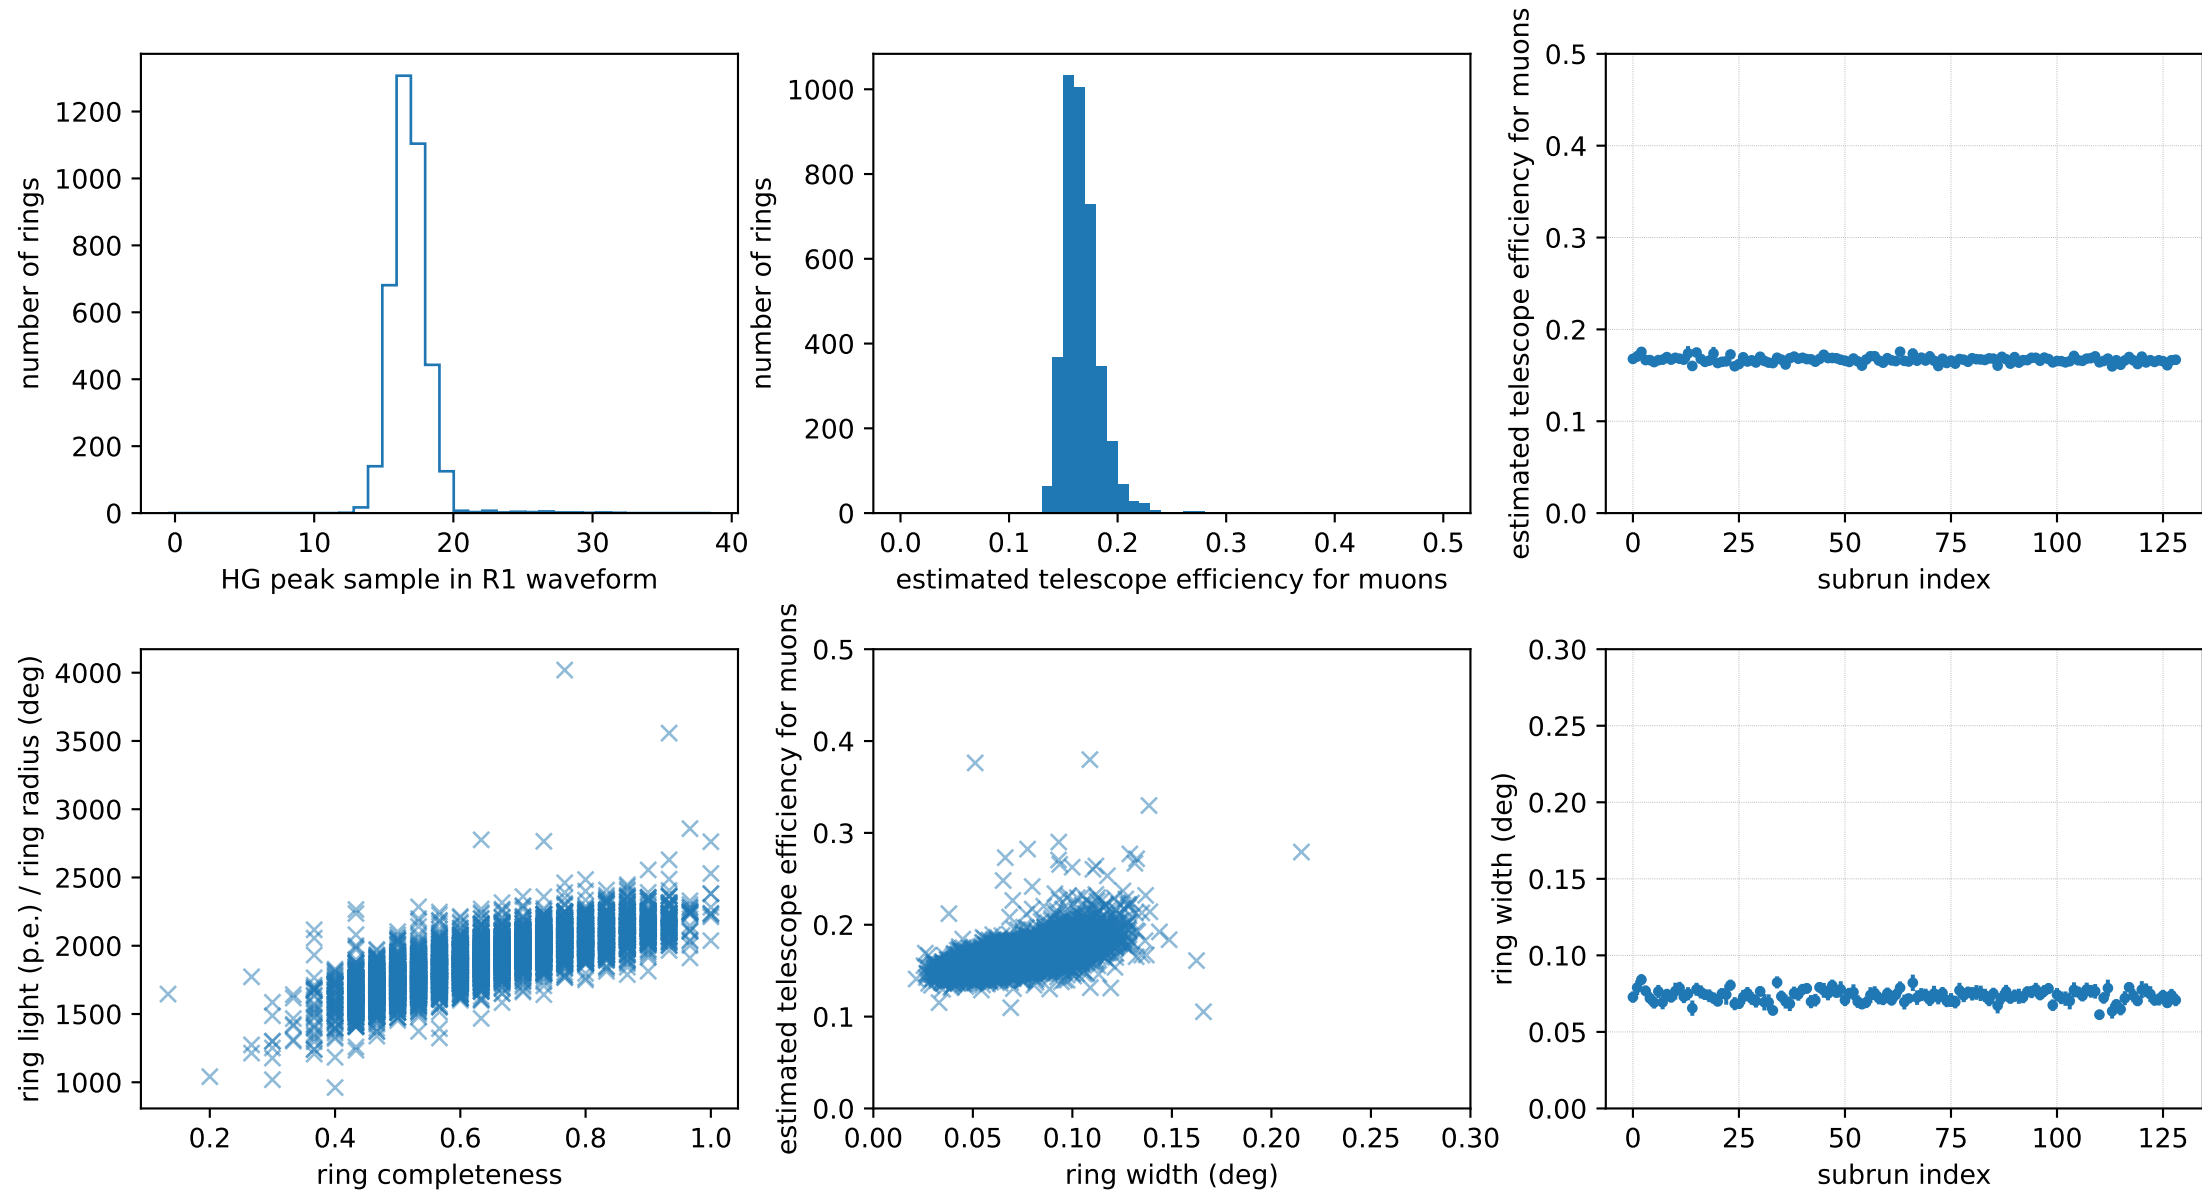 number of rings
1200
1000
800
600
400
200
0
0 10 20 30 40
HG peak sample in R1 waveform
number of rings
1000
800
600
400
200
0
0.0 0.1 0.2 0.3 0.4 0.5
estimated telescope efficiency for muons
estimated telescope efficiency for muons
0.5
0.4
0.3
0.2
0.1
0.0
0 25 50 75 100 125
subrun index
ring light (p.e.) / ring radius (deg)
4000
3500
3000
2500
2000
1500
1000
0.2 0.4 0.6 0.8 1.0
ring completeness
estimated telescope efficiency for muons
0.5
0.4
0.3
0.2
0.1
0.0
0.00 0.05 0.10 0.15 0.20 0.25 0.30
ring width (deg)
ring width (deg)
0.30
0.25
0.20
0.15
0.10
0.05
0.00
0 25 50 75 100 125
subrun index